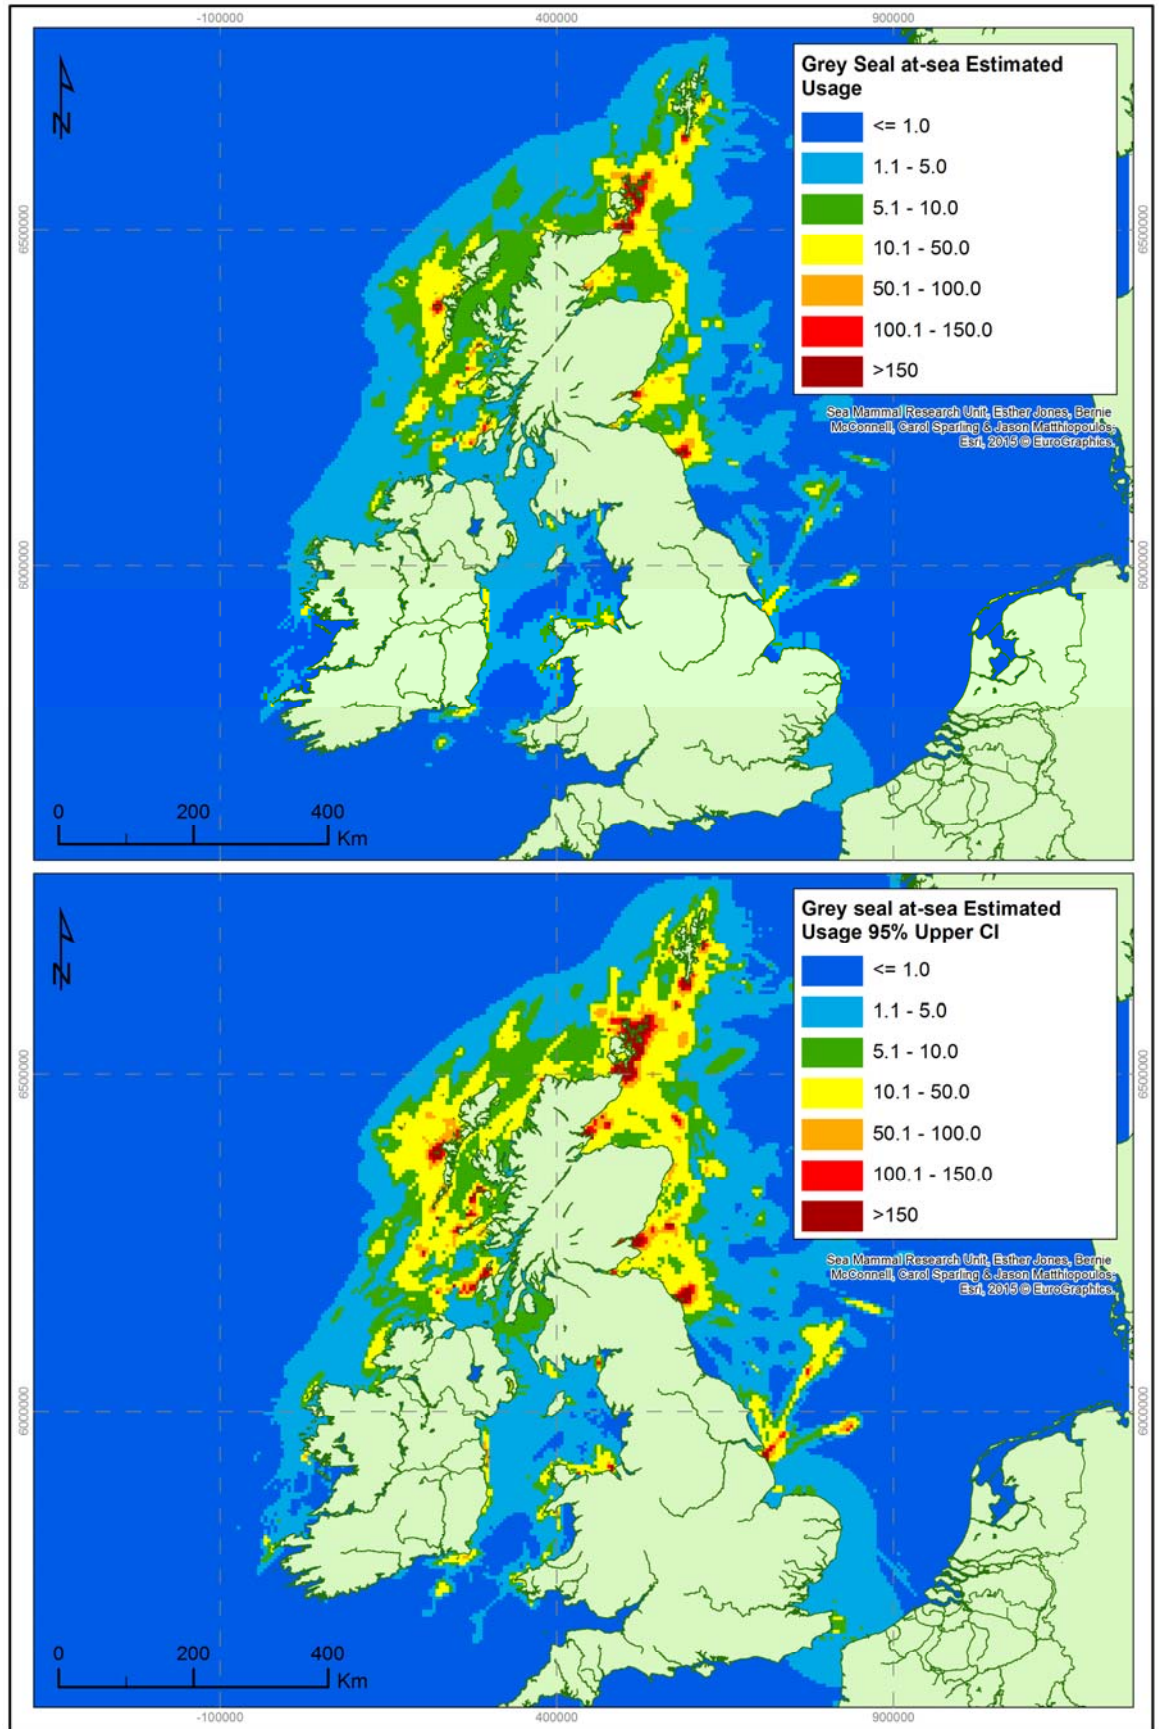 -100000 400000 900000
Grey Seal at-sea Estimated
Usage
<= 1.0
1.1 - 5.0
5.1 - 10.0
10.1 - 50.0
50.1 - 100.0
100.1 - 150.0
>150
Sea Mammal Research Unit, Esther Jones, Bernie
McConnell, Carol Sparling & Jason Matthiopoulos;
Esri, 2015 © EuroGraphics.
N
6500000 6500000
6000000 6000000
0 200 400
Km
Grey seal at-sea Estimated
Usage 95% Upper CI
<= 1.0
1.1 - 5.0
5.1 - 10.0
10.1 - 50.0
50.1 - 100.0
100.1 - 150.0
>150
Sea Mammal Research Unit, Esther Jones, Bernie
McConnell, Carol Sparling & Jason Matthiopoulos;
Esri, 2015 © EuroGraphics.
N
6500000 6500000
6000000 6000000
0 200 400
Km
-100000 400000 900000